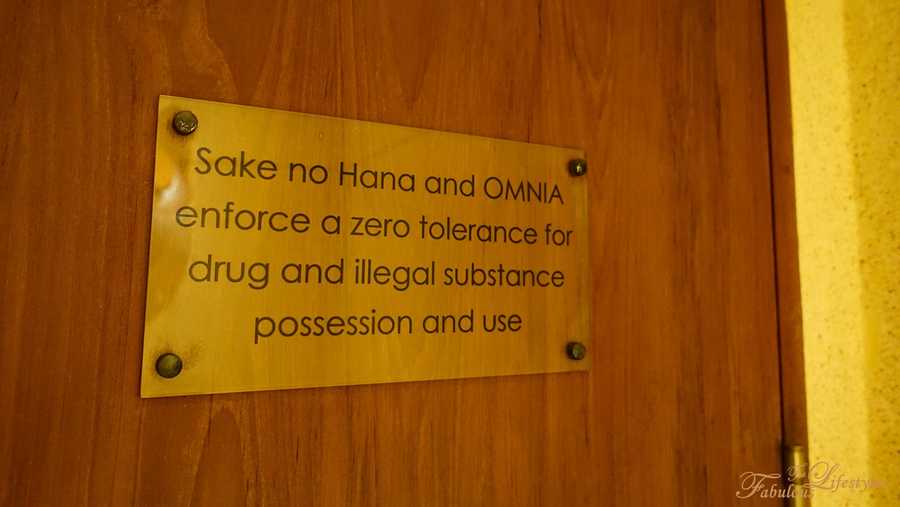 Sake no Hana and OMNIA
enforce a zero tolerance for
drug and illegal substance
possession and use
Fabulous Lifestyle